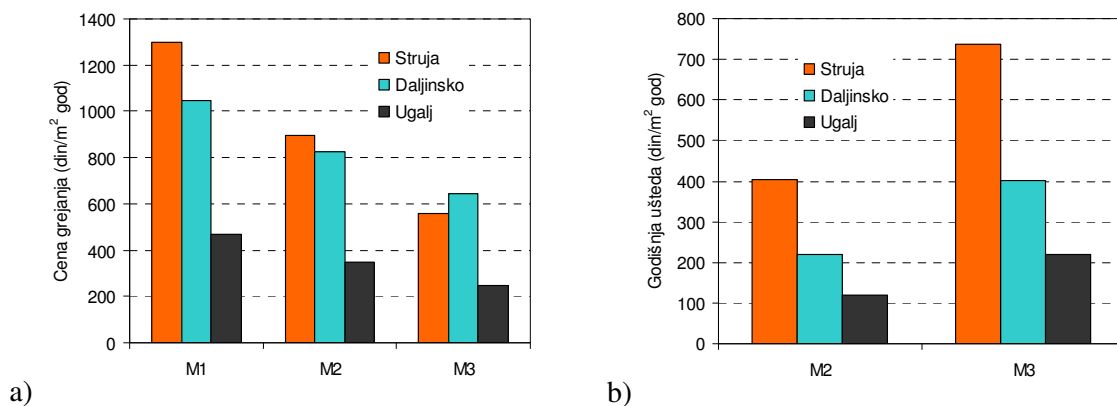 Cena grejanja (din/m² god)
1400
1200
1000
800
600
400
200
0
Struja
Daljinsko
Ugalj
M1
M2
M3
a)
Godišnja ušteda (din/m² god)
800
700
600
500
400
300
200
100
0
Struja
Daljinsko
Ugalj
M2
M3
b)